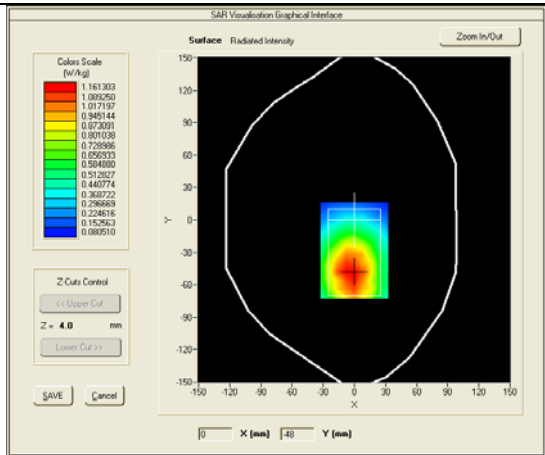 SAR Visualisation Graphical Interface
Surface Radiated Intensity
Zoom In/Out
Colors Scale
(W/kg)
1.161303
1.089250
1.017197
0.945144
0.873091
0.801038
0.728986
0.656933
0.584880
0.512827
0.440774
0.368722
0.296669
0.224616
0.152563
0.080510
150
120
90
60
30
0
-30
-60
-90
-120
-150
Y
-150 -120 -90 -60 -30 0 30 60 90 120 150
X
Z Cuts Control
<< Upper Cut
Z = 4.0 mm
Lower Cut >>
SAVE Cancel
0 X (mm) -48 Y (mm)